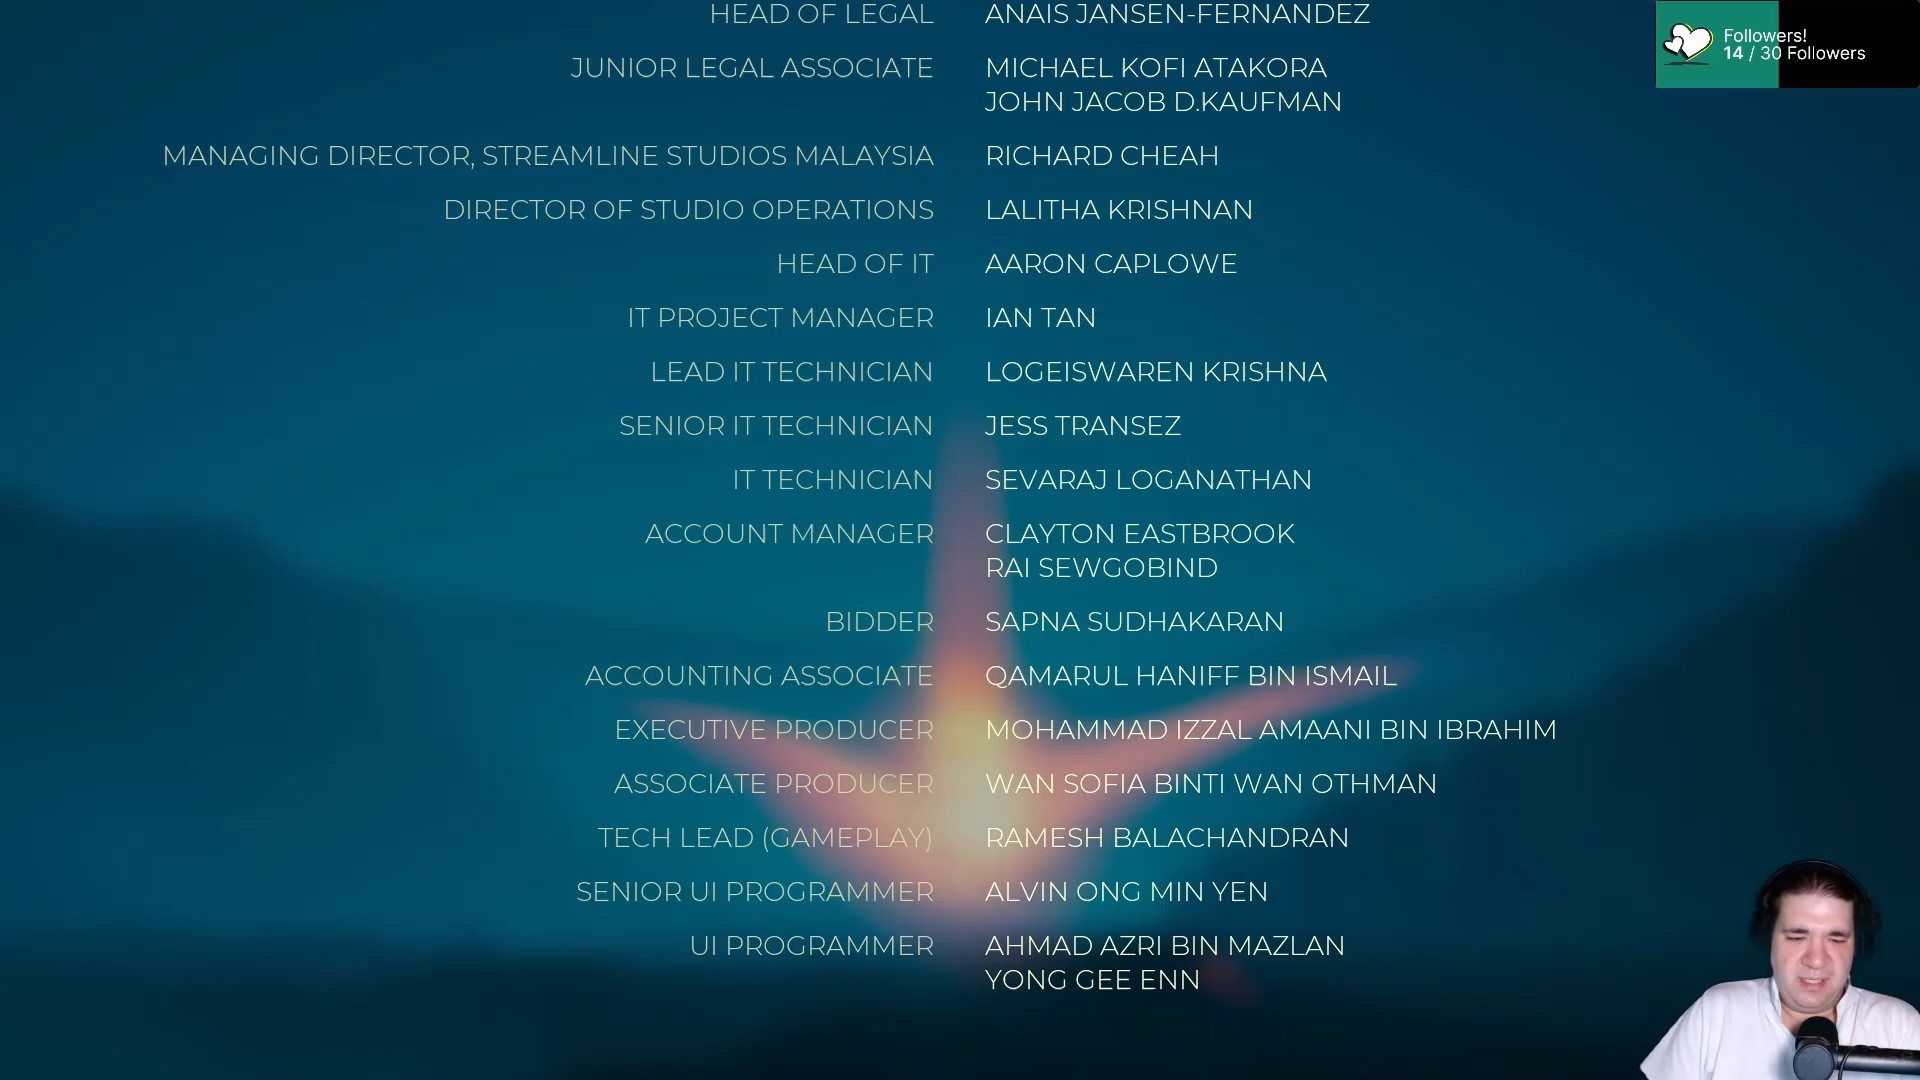 HEAD OF LEGAL ANAIS JANSEN-FERNANDEZ
Followers!
14 / 30 Followers
JUNIOR LEGAL ASSOCIATE MICHAEL KOFI ATAKORA
JOHN JACOB D.KAUFMAN
MANAGING DIRECTOR, STREAMLINE STUDIOS MALAYSIA RICHARD CHEAH
DIRECTOR OF STUDIO OPERATIONS LALITHA KRISHNAN
HEAD OF IT AARON CAPLOWE
IT PROJECT MANAGER IAN TAN
LEAD IT TECHNICIAN LOGEISWAREN KRISHNA
SENIOR IT TECHNICIAN JESS TRANSEZ
IT TECHNICIAN SEVARAJ LOGANATHAN
ACCOUNT MANAGER CLAYTON EASTBROOK
RAI SEWGOBIND
BIDDER SAPNA SUDHAKARAN
ACCOUNTING ASSOCIATE QAMARUL HANIFF BIN ISMAIL
EXECUTIVE PRODUCER MOHAMMAD IZZAL AMAANI BIN IBRAHIM
ASSOCIATE PRODUCER WAN SOFIA BINTI WAN OTHMAN
TECH LEAD (GAMEPLAY) RAMESH BALACHANDRAN
SENIOR UI PROGRAMMER ALVIN ONG MIN YEN
UI PROGRAMMER AHMAD AZRI BIN MAZLAN
YONG GEE ENN